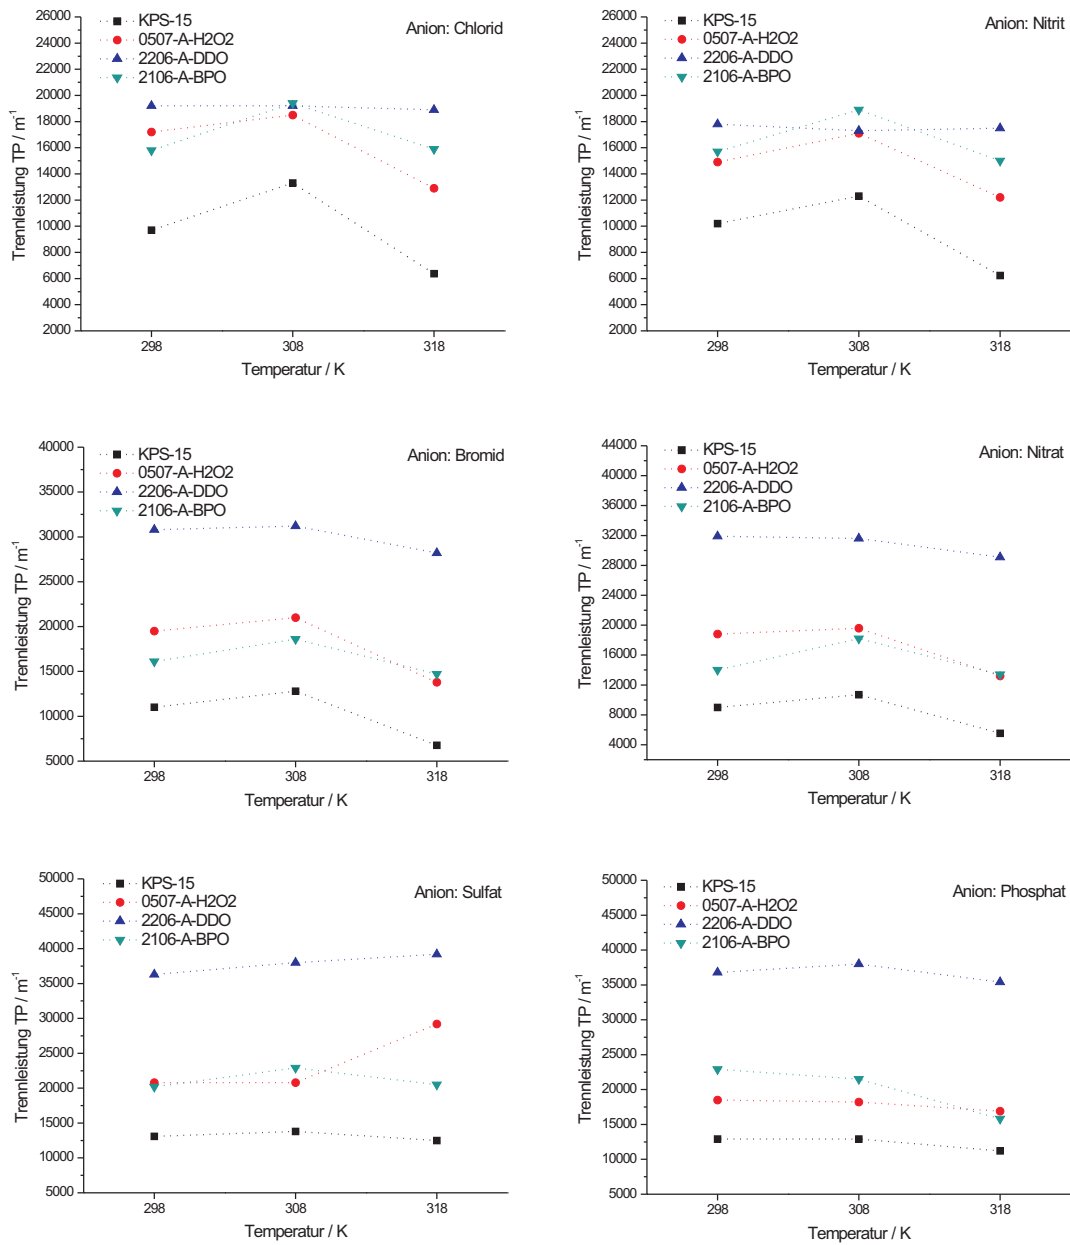 26000
24000
22000
20000
18000
16000
14000
12000
10000
8000
6000
4000
2000
Trennleistung TP / m⁻¹
KPS-15
0507-A-H2O2
2206-A-DDO
2106-A-BPO
Anion: Chlorid
298 308 318
Temperatur / K
26000
24000
22000
20000
18000
16000
14000
12000
10000
8000
6000
4000
2000
Trennleistung TP / m⁻¹
KPS-15
0507-A-H2O2
2206-A-DDO
2106-A-BPO
Anion: Nitrit
298 308 318
Temperatur / K
40000
35000
30000
25000
20000
15000
10000
5000
Trennleistung TP / m⁻¹
KPS-15
0507-A-H2O2
2206-A-DDO
2106-A-BPO
Anion: Bromid
298 308 318
Temperatur / K
44000
40000
36000
32000
28000
24000
20000
16000
12000
8000
4000
Trennleistung TP / m⁻¹
KPS-15
0507-A-H2O2
2206-A-DDO
2106-A-BPO
Anion: Nitrat
298 308 318
Temperatur / K
50000
45000
40000
35000
30000
25000
20000
15000
10000
5000
Trennleistung TP / m⁻¹
KPS-15
0507-A-H2O2
2206-A-DDO
2106-A-BPO
Anion: Sulfat
298 308 318
Temperatur / K
50000
45000
40000
35000
30000
25000
20000
15000
10000
5000
Trennleistung TP / m⁻¹
KPS-15
0507-A-H2O2
2206-A-DDO
2106-A-BPO
Anion: Phosphat
298 308 318
Temperatur / K